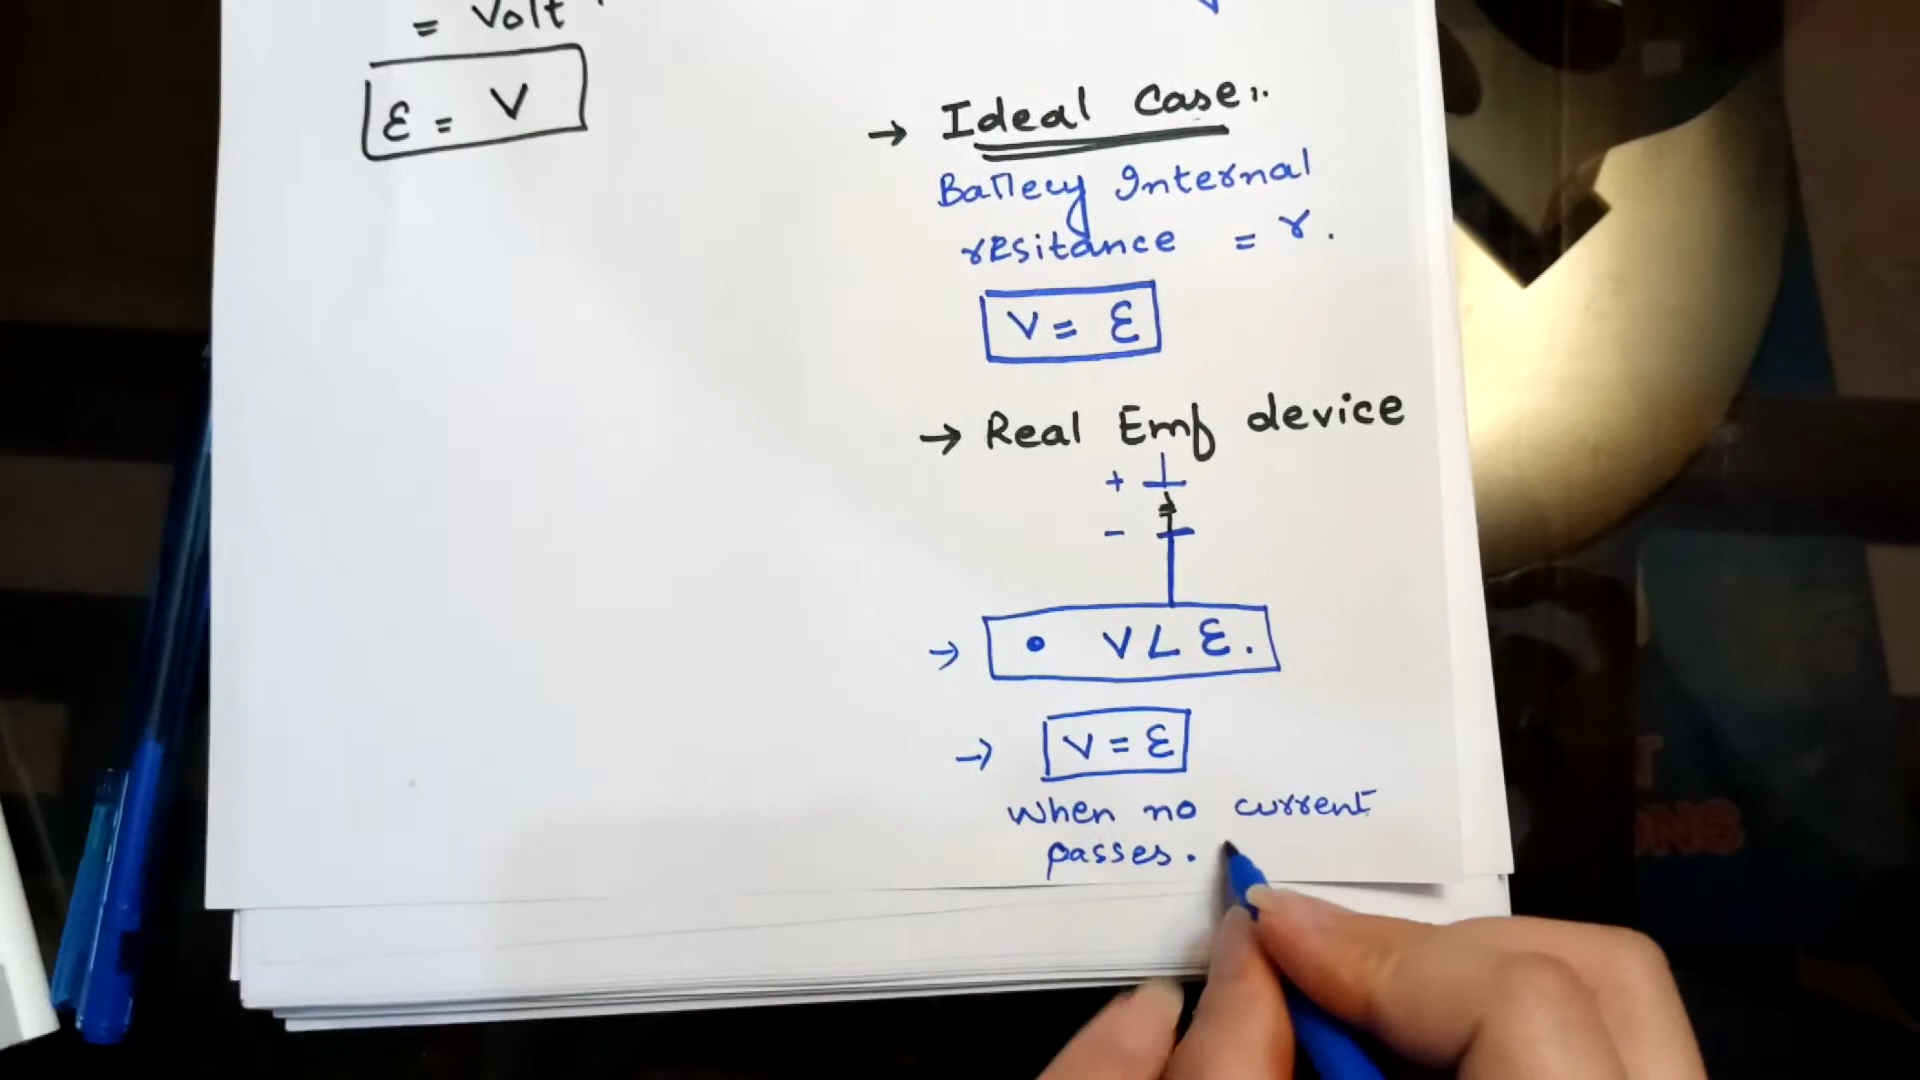 = Volt
ε = V
→ Ideal Case:.
Battery Internal
resitance = r.
V = ε
→ Real Emf device
+
-
→ • V < ε.
→ V = ε
when no current
passes.